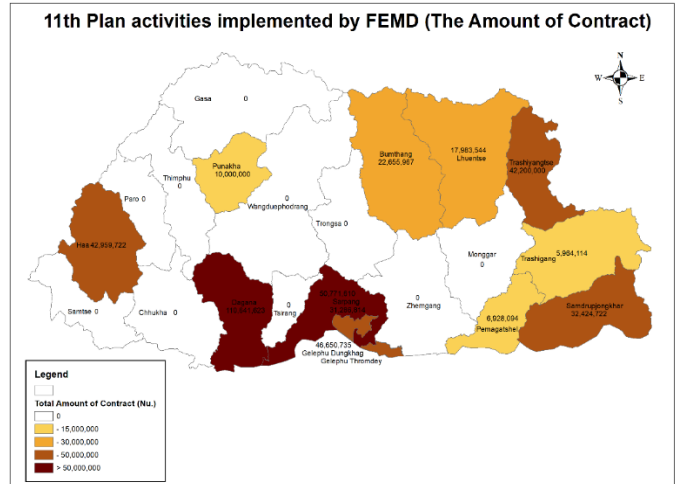 11th Plan activities implemented by FEMD (The Amount of Contract)
N
W E
S
Gasa 0
Punakha
10,000,000
Thimphu
0
Paro 0
0
Wangduephodrang
Bumthang
22,655,967
17,983,544
Lhuentse
Trashiyangtse
42,200,000
Trongsa 0
Haa 42,959,722
Monggar
0
5,964,114
Trashigang
Samtse 0
Chhukha 0
Dagana
0
Tsirang
Sarpang
0
Zhemgang
6,928,094
Pemagatshel
Samdrupjongkhar
32,424,722
46,650,735
Gelephu Dungkhag
Gelephu Thromdey
Legend
Total Amount of Contract (Nu.)
0
- 15,000,000
- 30,000,000
- 50,000,000
> 50,000,000